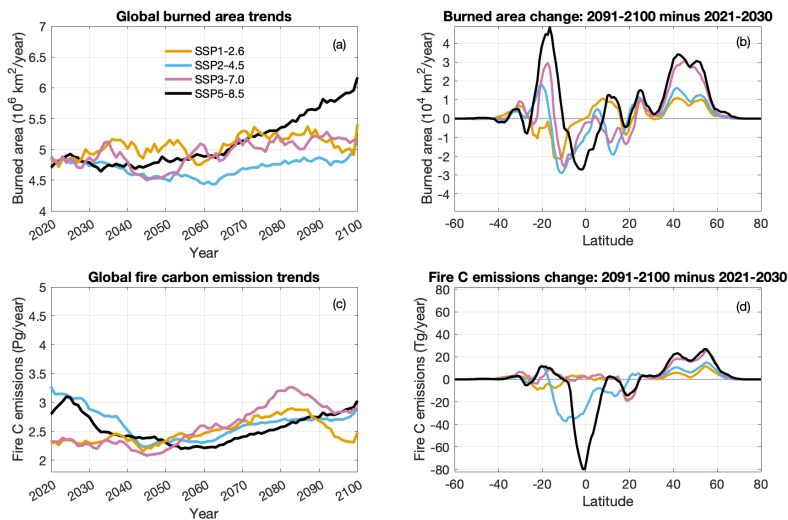 Global burned area trends
(a)
7
6.5
6
5.5
5
4.5
4
SSP1-2.6
SSP2-4.5
SSP3-7.0
SSP5-8.5
Burned area (10⁶ km²/year)
2020 2030 2040 2050 2060 2070 2080 2090 2100
Year
Burned area change: 2091-2100 minus 2021-2030
(b)
4
3
2
1
0
-1
-2
-3
-4
Burned area (10⁴ km²/year)
-60 -40 -20 0 20 40 60 80
Latitude
Global fire carbon emission trends
(c)
5
4.5
4
3.5
3
2.5
2
Fire C emissions (Pg/year)
2020 2030 2040 2050 2060 2070 2080 2090 2100
Year
Fire C emissions change: 2091-2100 minus 2021-2030
(d)
80
60
40
20
0
-20
-40
-60
-80
Fire C emissions (Tg/year)
-60 -40 -20 0 20 40 60 80
Latitude